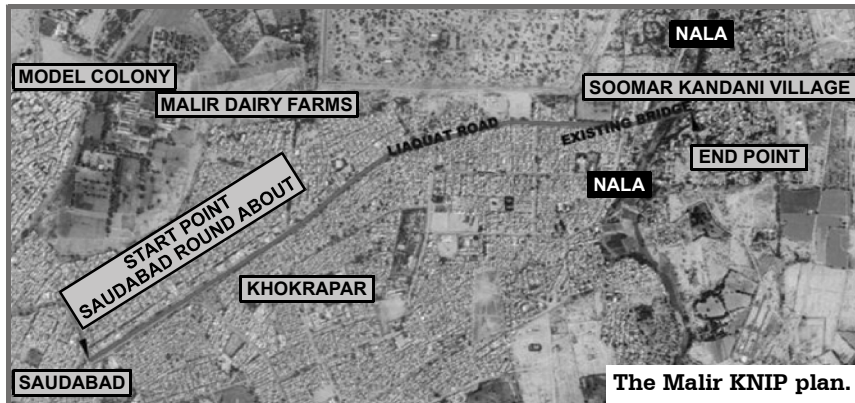 NALA
MODEL COLONY
SOOMAR KANDANI VILLAGE
MALIR DAIRY FARMS
LIAQUAT ROAD
EXISTING BRIDGE
END POINT
NALA
START POINT
SAUDABAD ROUND ABOUT
KHOKRAPAR
SAUDABAD
The Malir KNIP plan.